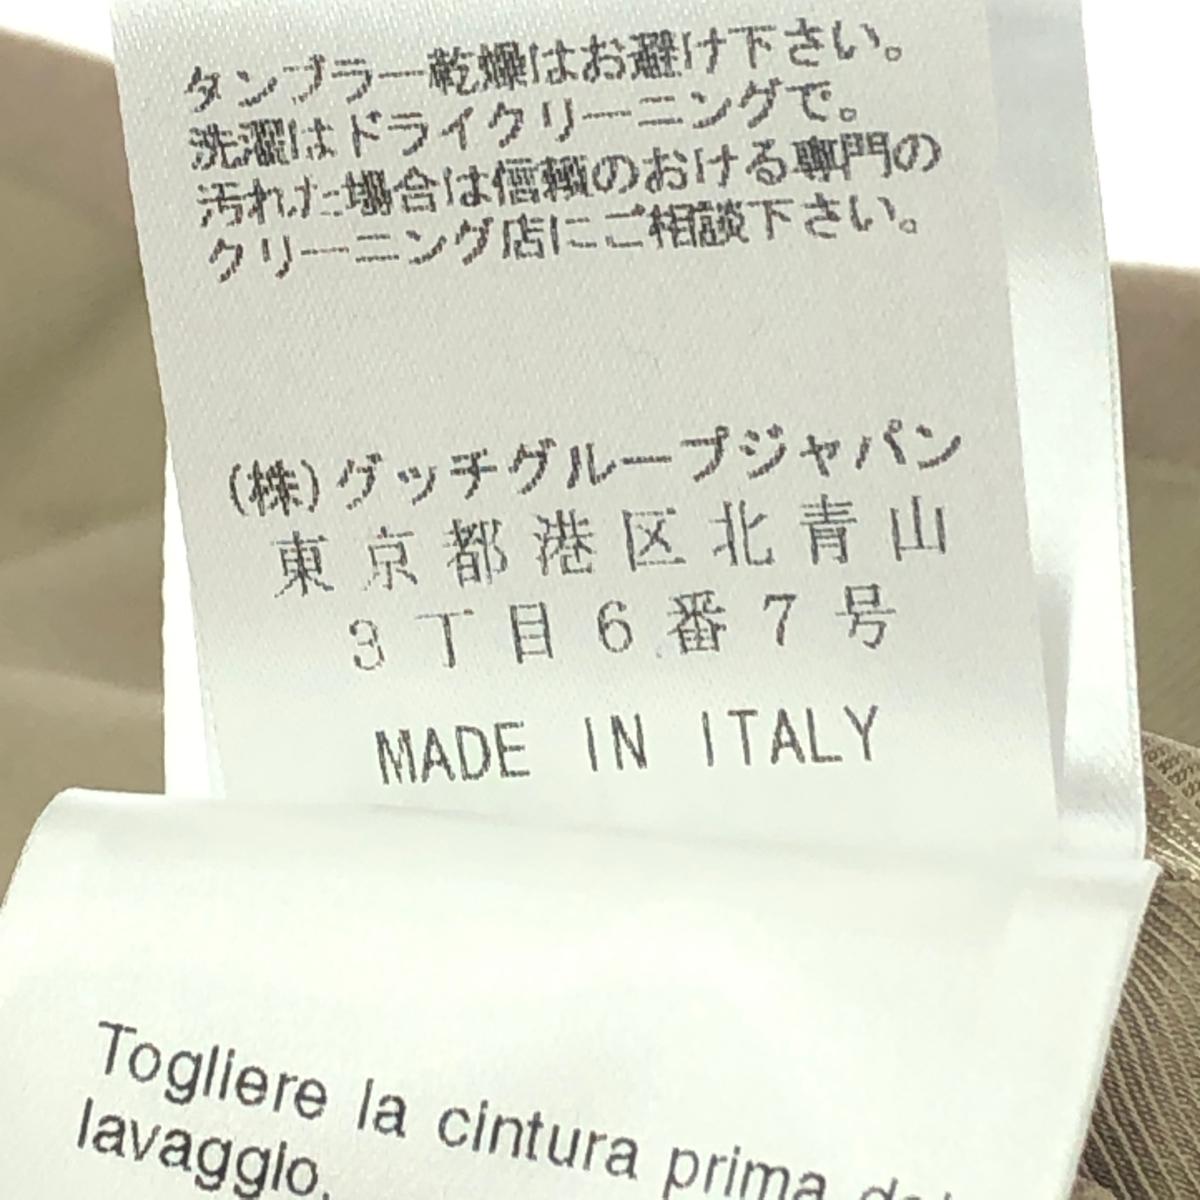 タンブラー乾燥はお避け下さい。
洗濯はドライクリーニングで。
汚れた場合は信頼のおける専門の
クリーニング店にご相談下さい。
(株)グッチグループジャパン
東京都港区北青山
3丁目6番7号
MADE IN ITALY
Togliere la cintura prima
lavaggio.